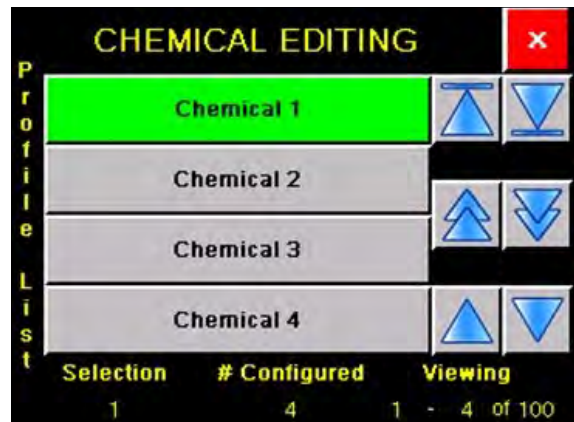 CHEMICAL EDITING
×
Profile List
Chemical 1
Chemical 2
Chemical 3
Chemical 4
Selection # Configured Viewing
1 4 1 - 4 of 100